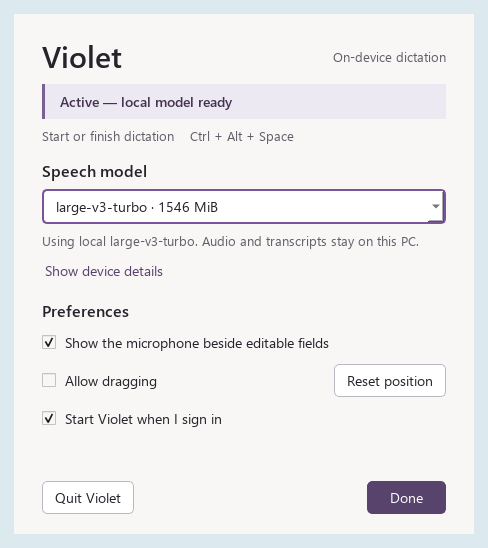 Violet
On-device dictation
Active — local model ready
Start or finish dictation Ctrl + Alt + Space
Speech model
large-v3-turbo · 1546 MiB
Using local large-v3-turbo. Audio and transcripts stay on this PC.
Show device details
Preferences
Show the microphone beside editable fields
Allow dragging
Reset position
Start Violet when I sign in
Quit Violet
Done